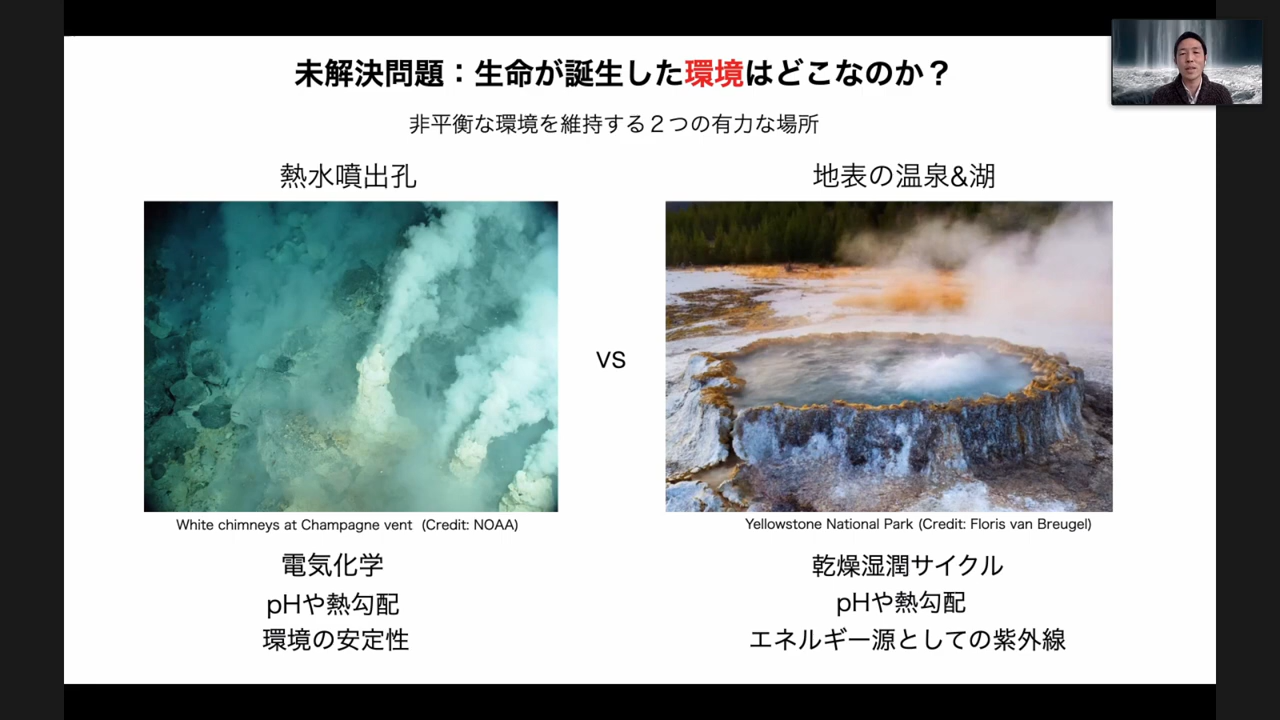 未解決問題：生命が誕生した環境はどこなのか？
非平衡な環境を維持する２つの有力な場所
熱水噴出孔
地表の温泉&湖
VS
White chimneys at Champagne vent (Credit: NOAA)
Yellowstone National Park (Credit: Floris van Breugel)
電気化学
pHや熱勾配
環境の安定性
乾燥湿潤サイクル
pHや熱勾配
エネルギー源としての紫外線